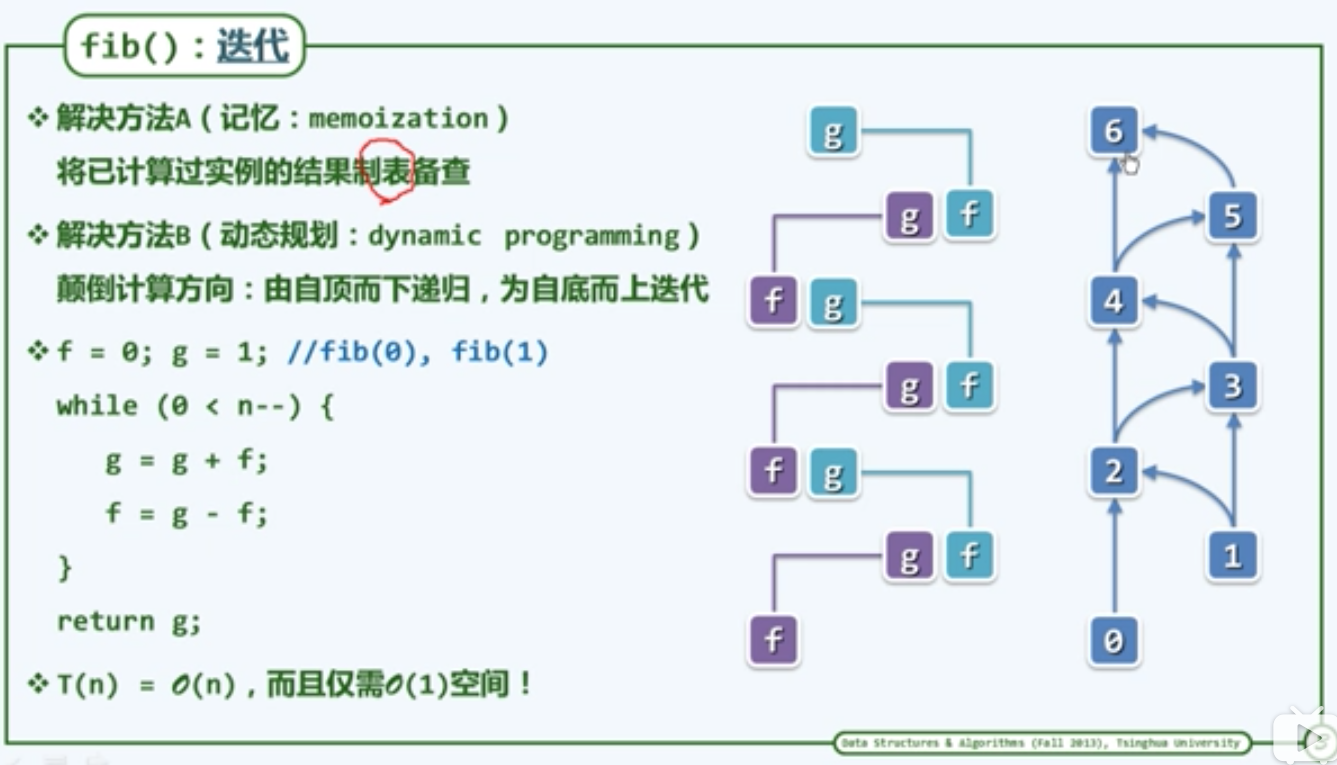 fib()：迭代
❖ 解决方法A（记忆：memoization）
将已计算过实例的结果制表备查
❖ 解决方法B（动态规划：dynamic programming）
颠倒计算方向：由自顶而下递归，为自底而上迭代
❖ f = 0; g = 1; //fib(0), fib(1)
while (0 < n--) {
g = g + f;
f = g - f;
}
return g;
❖ T(n) = O(n)，而且仅需O(1)空间！
g
g f
f g
g f
f g
g f
f
6
5
4
3
2
1
0
Data Structures & Algorithms (Fall 2013), Tsinghua University